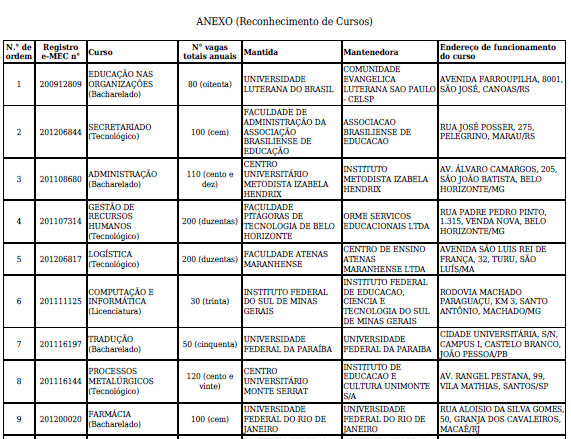 ANEXO (Reconhecimento de Cursos)
N.º de ordem | Registro e-MEC nº | Curso | Nº vagas totais anuais | Mantida | Mantenedora | Endereço de funcionamento do curso
1 | 200912809 | EDUCAÇÃO NAS ORGANIZAÇÕES (Bacharelado) | 80 (oitenta) | UNIVERSIDADE LUTERANA DO BRASIL | COMUNIDADE EVANGELICA LUTERANA SAO PAULO - CELSP | AVENIDA FARROUPILHA, 8001, SÃO JOSÉ, CANOAS/RS
2 | 201206844 | SECRETARIADO (Tecnológico) | 100 (cem) | FACULDADE DE ADMINISTRAÇÃO DA ASSOCIAÇÃO BRASILIENSE DE EDUCAÇÃO | ASSOCIACAO BRASILIENSE DE EDUCACAO | RUA JOSÉ POSSER, 275, PELEGRINO, MARAU/RS
3 | 201108680 | ADMINISTRAÇÃO (Bacharelado) | 110 (cento e dez) | CENTRO UNIVERSITÁRIO METODISTA IZABELA HENDRIX | INSTITUTO METODISTA IZABELA HENDRIX | AV. ÁLVARO CAMARGOS, 205, SÃO JOÃO BATISTA, BELO HORIZONTE/MG
4 | 201107314 | GESTÃO DE RECURSOS HUMANOS (Tecnológico) | 200 (duzentas) | FACULDADE PITÁGORAS DE TECNOLOGIA DE BELO HORIZONTE | ORME SERVICOS EDUCACIONAIS LTDA | RUA PADRE PEDRO PINTO, 1.315, VENDA NOVA, BELO HORIZONTE/MG
5 | 201206817 | LOGÍSTICA (Tecnológico) | 200 (duzentas) | FACULDADE ATENAS MARANHENSE | CENTRO DE ENSINO ATENAS MARANHENSE LTDA | AVENIDA SÃO LUIS REI DE FRANÇA, 32, TURU, SÃO LUÍS/MA
6 | 201111125 | COMPUTAÇÃO E INFORMÁTICA (Licenciatura) | 30 (trinta) | INSTITUTO FEDERAL DO SUL DE MINAS GERAIS | INSTITUTO FEDERAL DE EDUCACAO, CIENCIA E TECNOLOGIA DO SUL DE MINAS GERAIS | RODOVIA MACHADO PARAGUAÇU, KM 3, SANTO ANTÔNIO, MACHADO/MG
7 | 201116197 | TRADUÇÃO (Bacharelado) | 50 (cinquenta) | UNIVERSIDADE FEDERAL DA PARAÍBA | UNIVERSIDADE FEDERAL DA PARAIBA | CIDADE UNIVERSITÁRIA, S/N, CAMPUS I, CASTELO BRANCO, JOÃO PESSOA/PB
8 | 201116144 | PROCESSOS METALÚRGICOS (Tecnológico) | 120 (cento e vinte) | CENTRO UNIVERSITÁRIO MONTE SERRAT | INSTITUTO DE EDUCACAO E CULTURA UNIMONTE S/A | AV. RANGEL PESTANA, 99, VILA MATHIAS, SANTOS/SP
9 | 201200020 | FARMÁCIA (Bacharelado) | 100 (cem) | UNIVERSIDADE FEDERAL DO RIO DE JANEIRO | UNIVERSIDADE FEDERAL DO RIO DE JANEIRO | RUA ALOISIO DA SILVA GOMES, 50, GRANJA DOS CAVALEIROS, MACAÉ/RJ